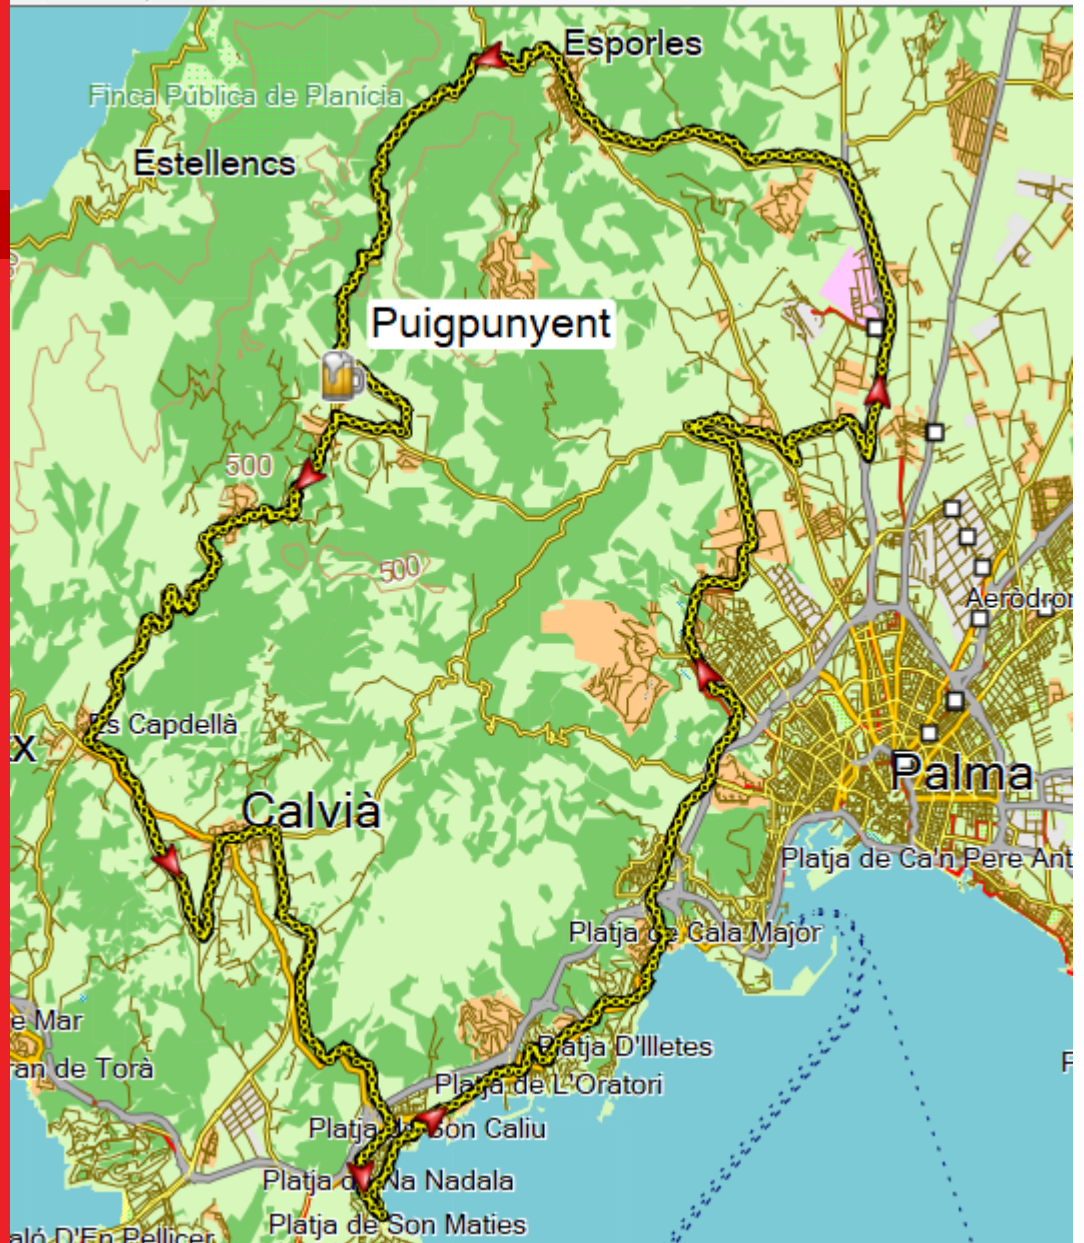 Esporles
Finca Pública de Planícia
Estellencs
Puigpunyent
500
500
Aeròdrom
Es Capdellà
x
Palma
Calvià
Platja de Ca'n Pere Ant
Platja de Cala Major
e Mar
Platja D'Illetes
ran de Torà
Platja de L'Oratori
Platja de Son Caliu
Platja de Na Nadala
Platja de Son Maties
aló D'En Pellicer